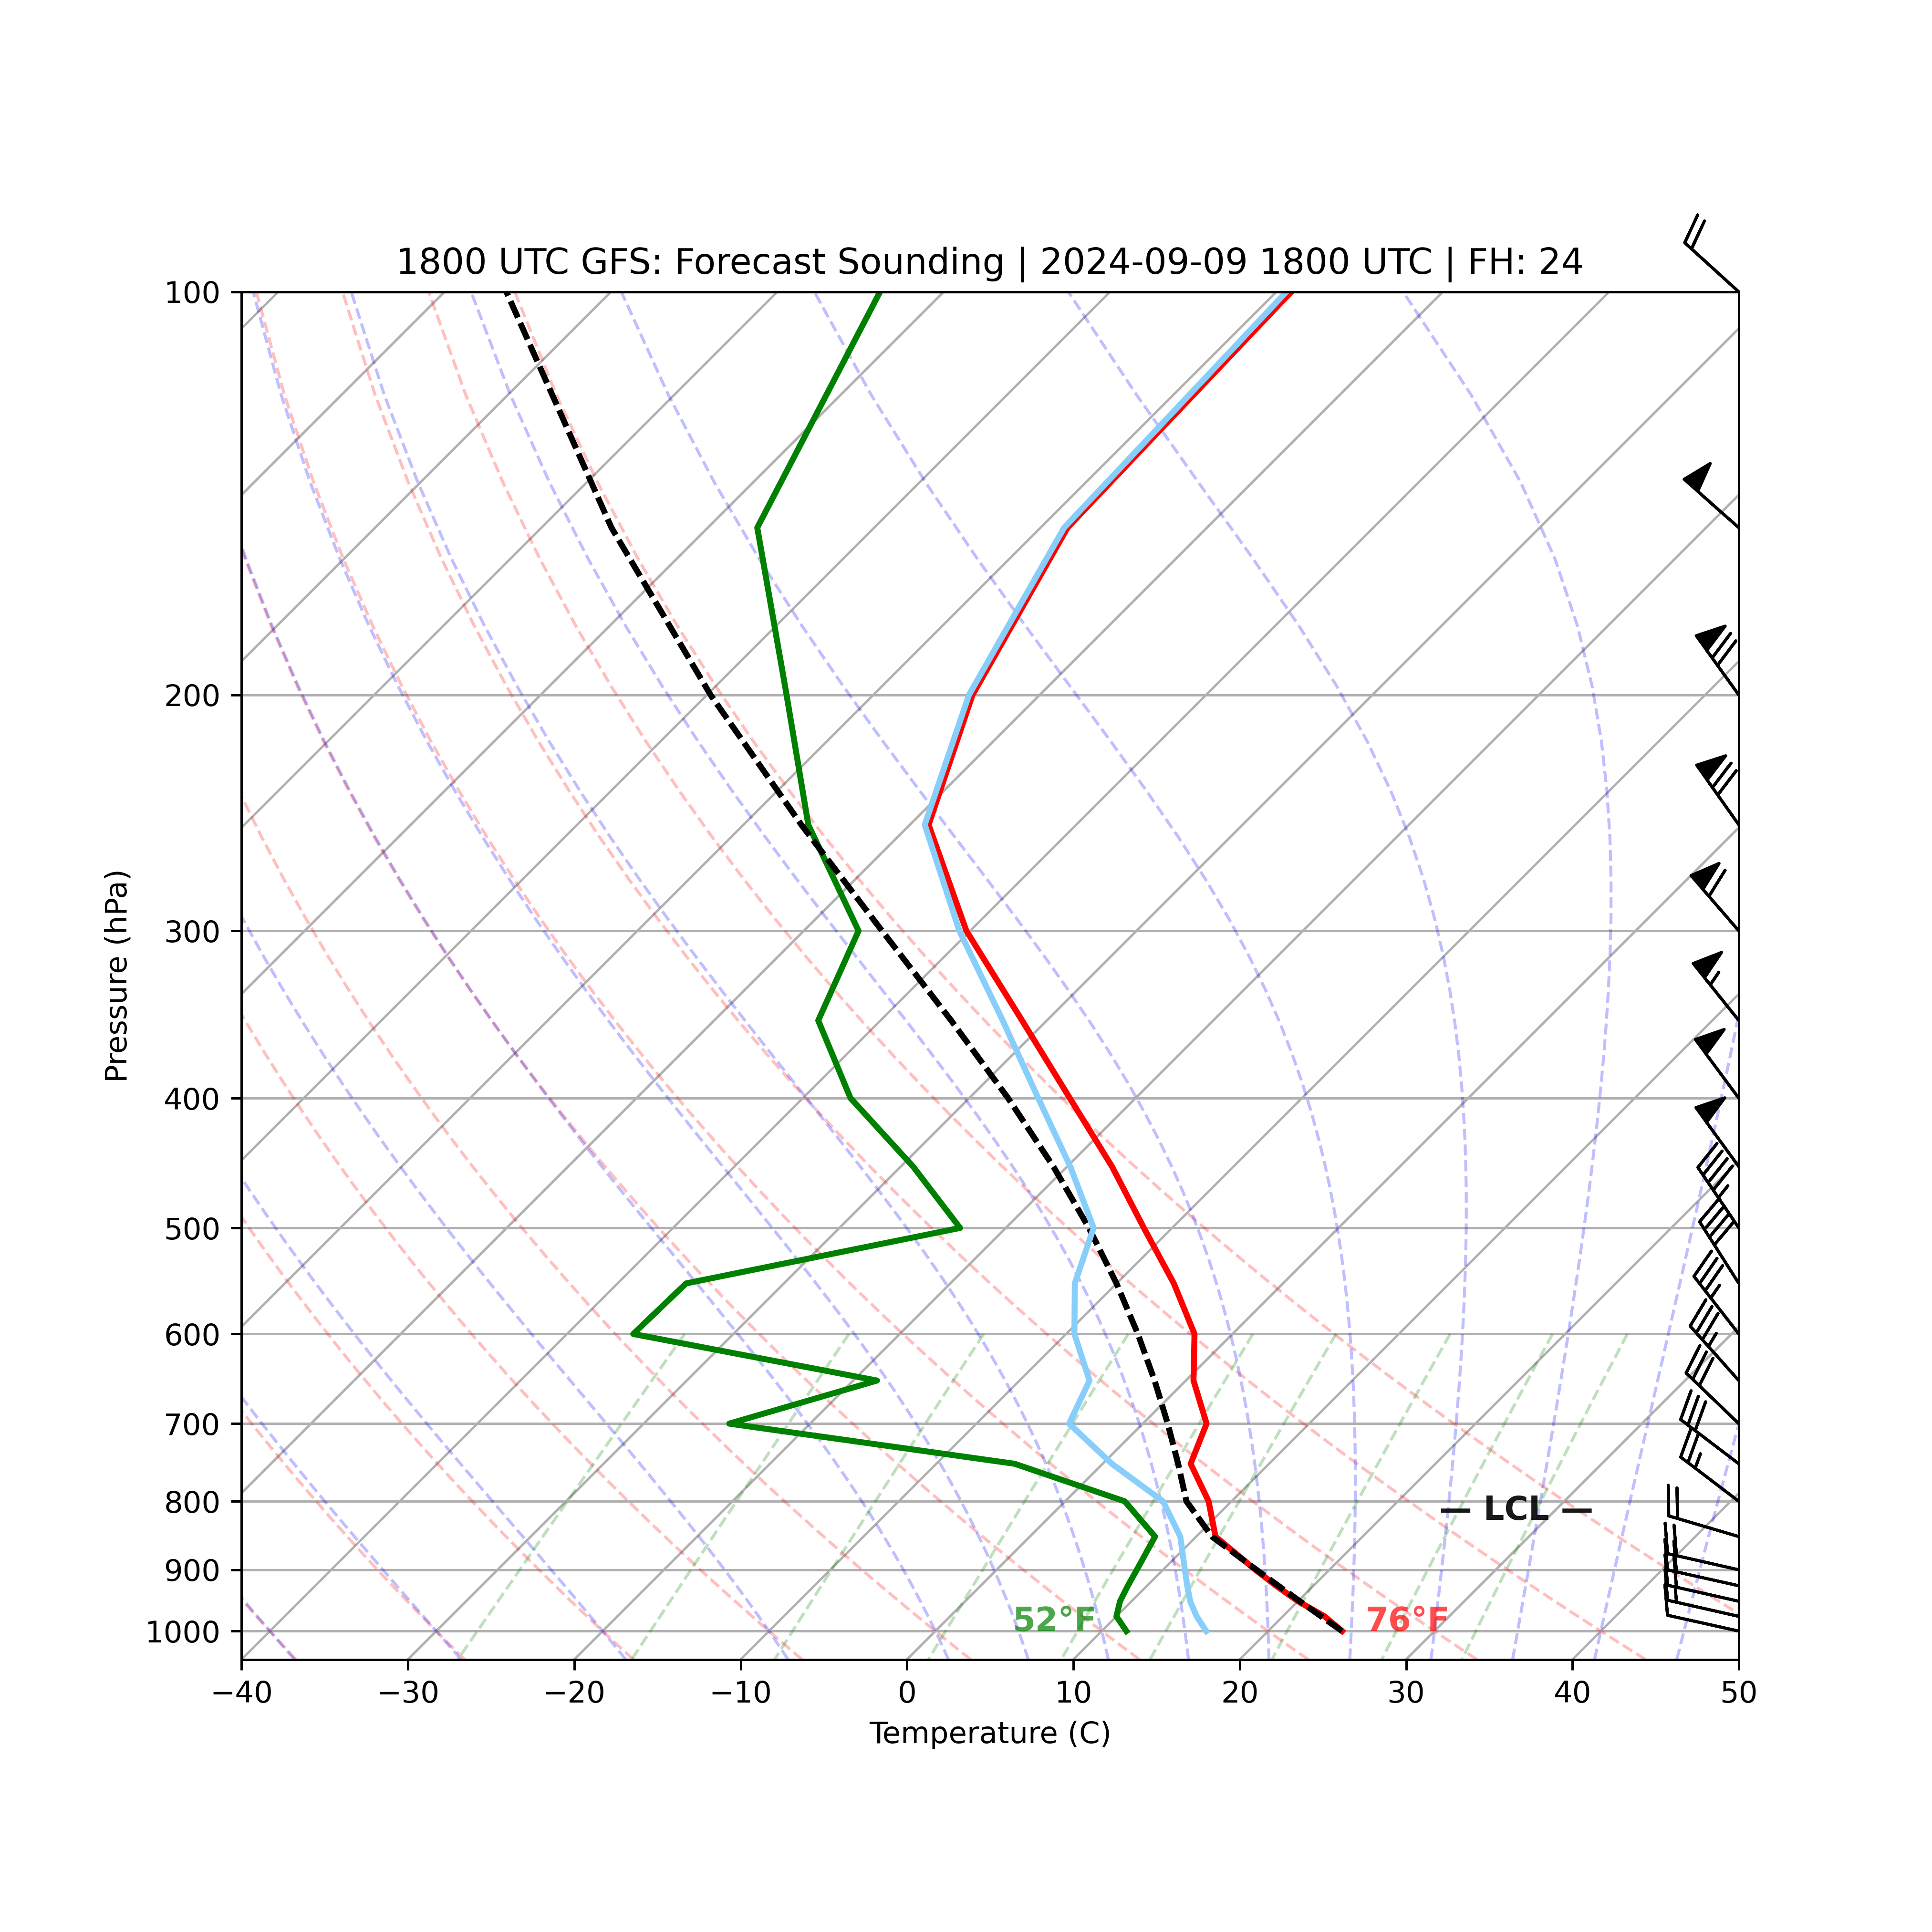 1800 UTC GFS: Forecast Sounding | 2024-09-09 1800 UTC | FH: 24
100
200
300
400
500
600
700
800
900
1000
Pressure (hPa)
— LCL —
52°F
76°F
−40 −30 −20 −10 0 10 20 30 40 50
Temperature (C)